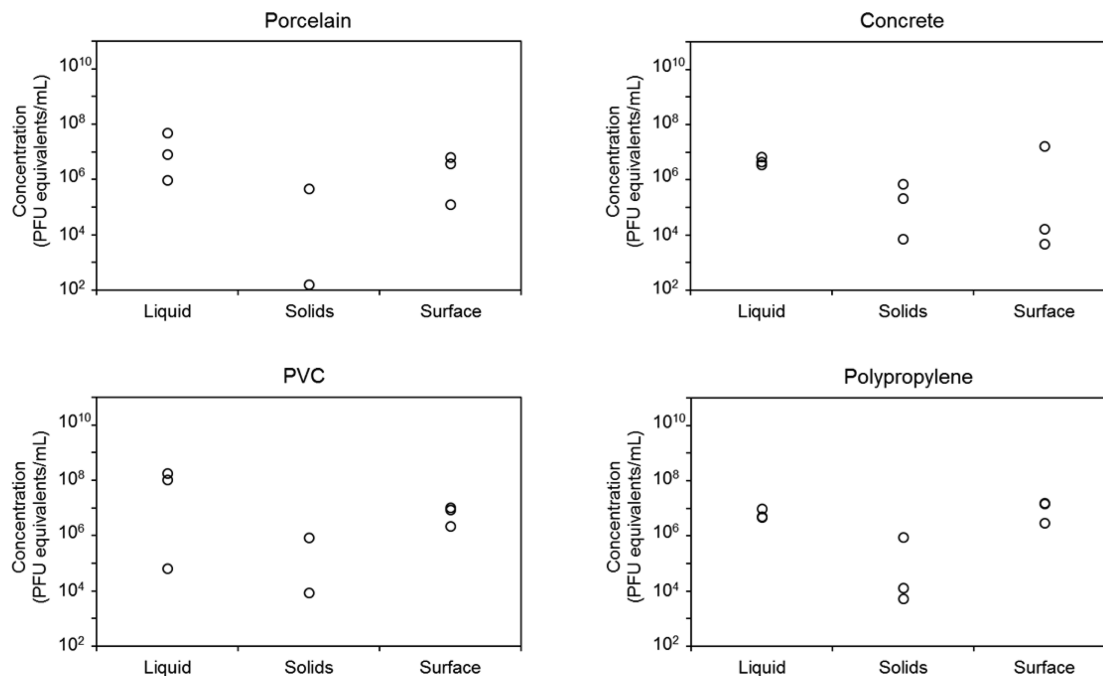 Porcelain
Concentration
(PFU equivalents/mL)
10¹⁰
10⁸
10⁶
10⁴
10²
Liquid Solids Surface
Concrete
Concentration
(PFU equivalents/mL)
10¹⁰
10⁸
10⁶
10⁴
10²
Liquid Solids Surface
PVC
Concentration
(PFU equivalents/mL)
10¹⁰
10⁸
10⁶
10⁴
10²
Liquid Solids Surface
Polypropylene
Concentration
(PFU equivalents/mL)
10¹⁰
10⁸
10⁶
10⁴
10²
Liquid Solids Surface